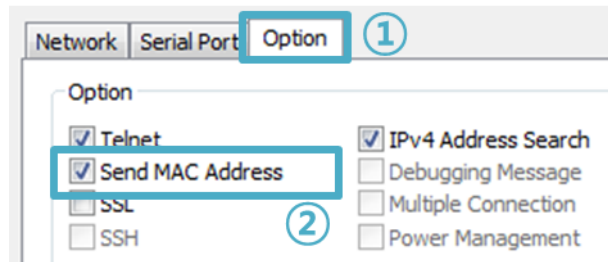 Network Serial Port Option ①
Option
Telnet IPv4 Address Search
Send MAC Address Debugging Message
SSL Multiple Connection
②
SSH Power Management